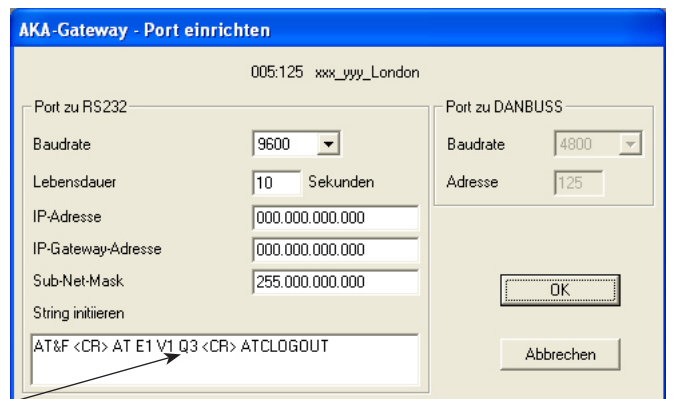 AKA-Gateway - Port einrichten
005:125 xxx_yyy_London
Port zu RS232
Baudrate 9600
Lebensdauer 10 Sekunden
IP-Adresse 000.000.000.000
IP-Gateway-Adresse 000.000.000.000
Sub-Net-Mask 255.000.000.000
String initiieren
AT&F <CR> AT E1 V1 Q3 <CR> ATCLOGOUT
Port zu DANBUSS
Baudrate 4800
Adresse 125
OK
Abbrechen